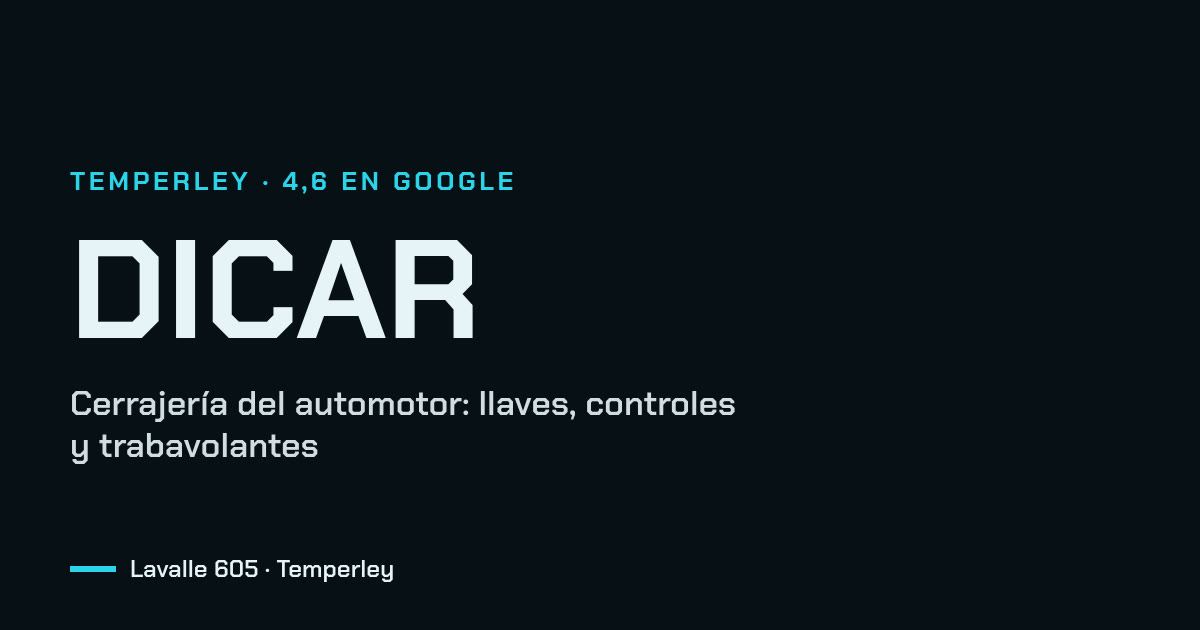 TEMPERLEY · 4,6 EN GOOGLE
DICAR
Cerrajería del automotor: llaves, controles
y trabavolantes
Lavalle 605 · Temperley